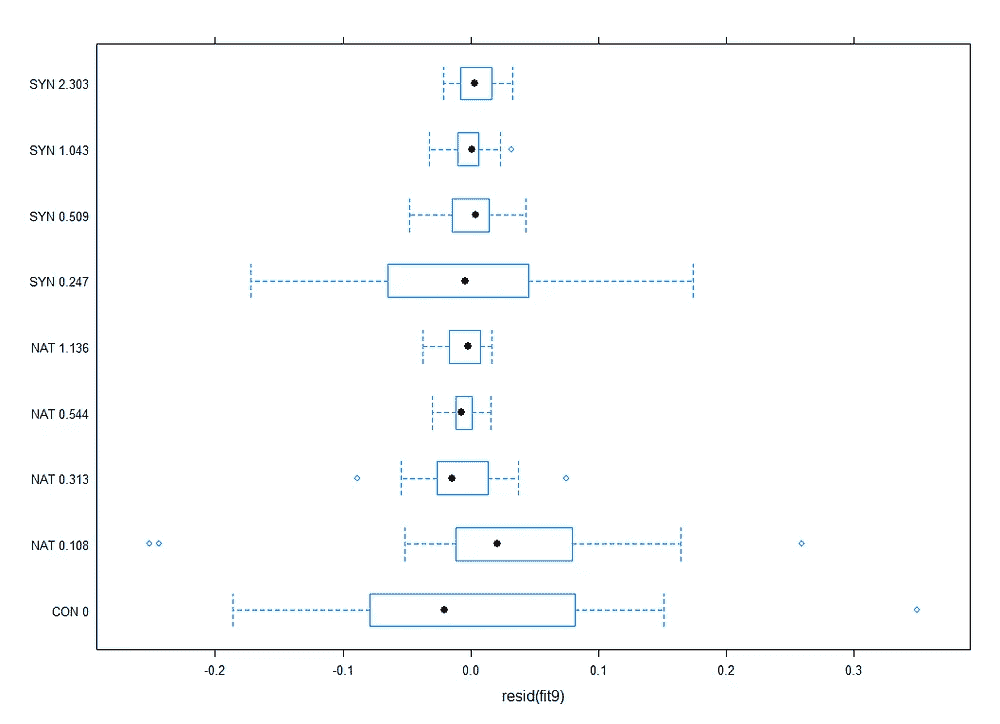 SYN 2.303
SYN 1.043
SYN 0.509
SYN 0.247
NAT 1.136
NAT 0.544
NAT 0.313
NAT 0.108
CON 0
-0.2 -0.1 0.0 0.1 0.2 0.3
resid(fit9)